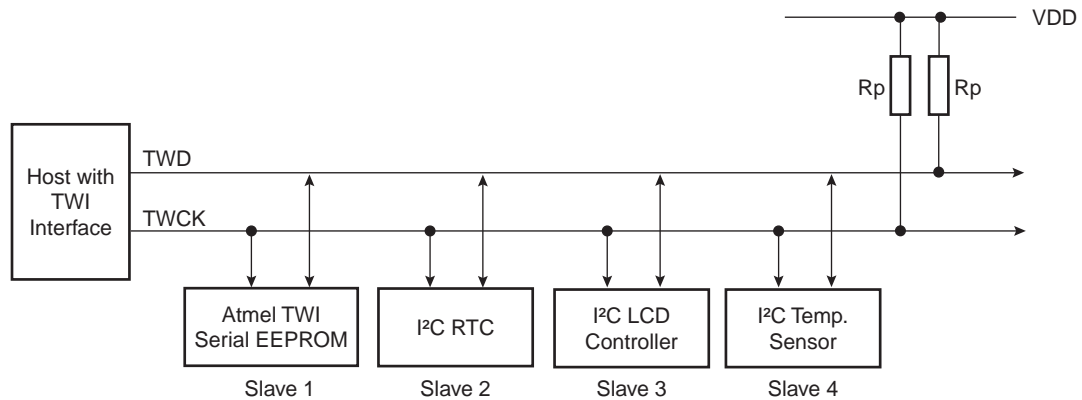 VDD
Rp
Rp
Host with
TWI
Interface
TWD
TWCK
Atmel TWI
Serial EEPROM
Slave 1
I²C RTC
Slave 2
I²C LCD
Controller
Slave 3
I²C Temp.
Sensor
Slave 4